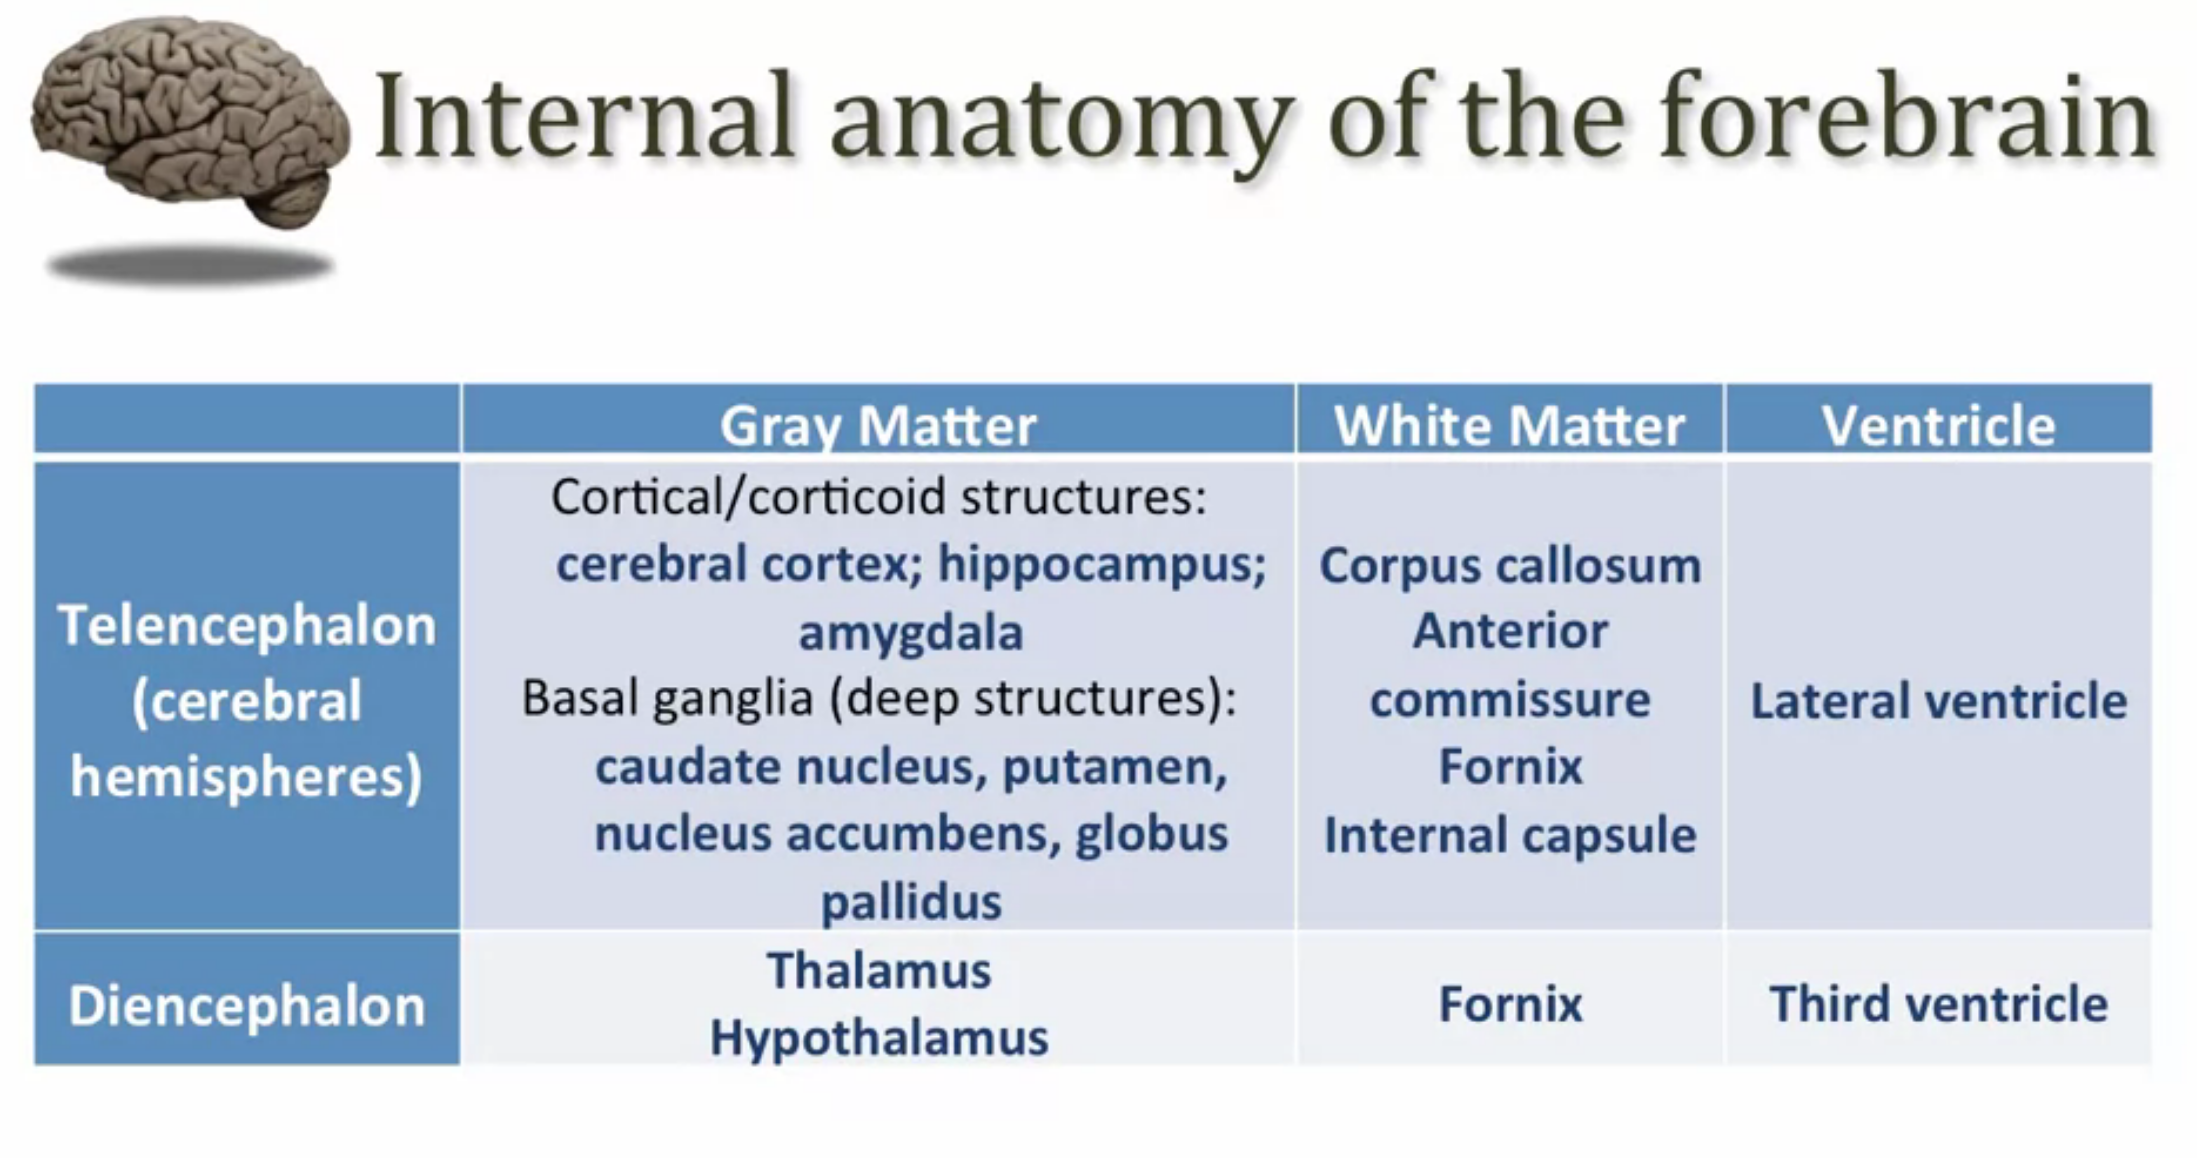 Internal anatomy of the forebrain
Gray Matter
White Matter
Ventricle
Telencephalon
(cerebral
hemispheres)
Cortical/corticoid structures:
cerebral cortex; hippocampus;
amygdala
Basal ganglia (deep structures):
caudate nucleus, putamen,
nucleus accumbens, globus
pallidus
Corpus callosum
Anterior
commissure
Fornix
Internal capsule
Lateral ventricle
Diencephalon
Thalamus
Hypothalamus
Fornix
Third ventricle